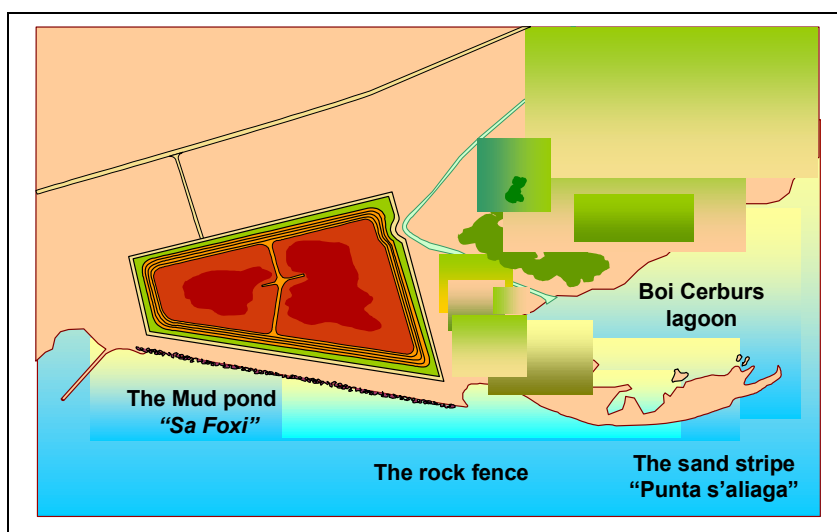 Boi Cerburs
lagoon
The Mud pond
“Sa Foxi”
The rock fence
The sand stripe
“Punta s’aliaga”